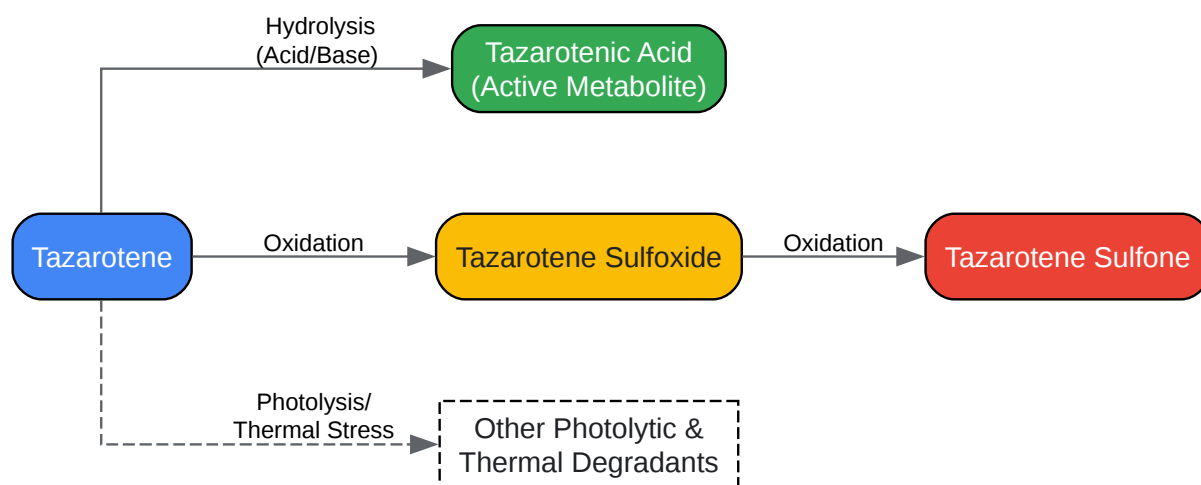 Hydrolysis
(Acid/Base)
Tazarotenic Acid
(Active Metabolite)
Tazarotene
Oxidation
Tazarotene Sulfoxide
Oxidation
Tazarotene Sulfone
Photolysis/
Thermal Stress
Other Photolytic &
Thermal Degradants